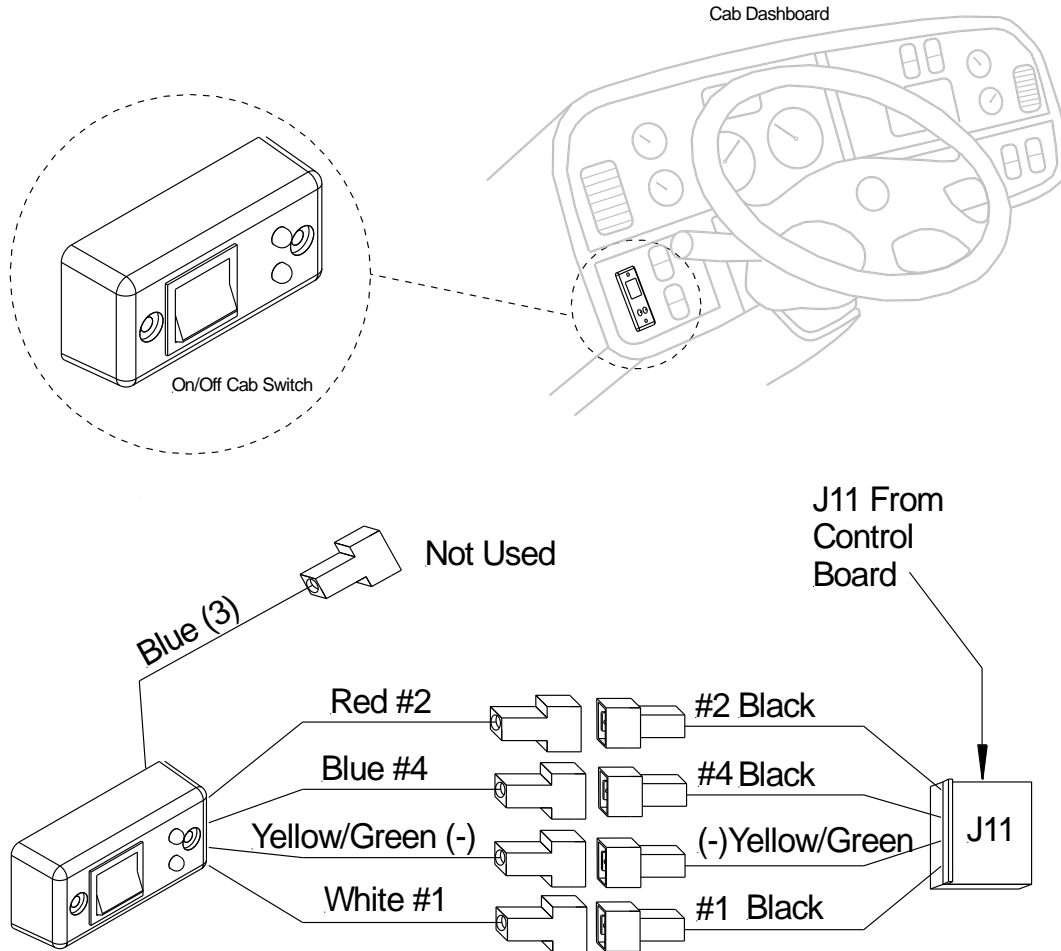 Cab Dashboard
On/Off Cab Switch
J11 From
Control
Board
Not Used
Blue (3)
Red #2
#2 Black
Blue #4
#4 Black
Yellow/Green (-)
(-)Yellow/Green
J11
White #1
#1 Black